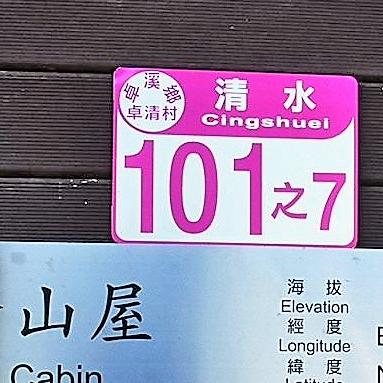 卓溪鄉
卓清村
清水
Cingshuei
101之7
山屋
Cabin
海拔
Elevation
經度
Longitude
緯度
Latitude